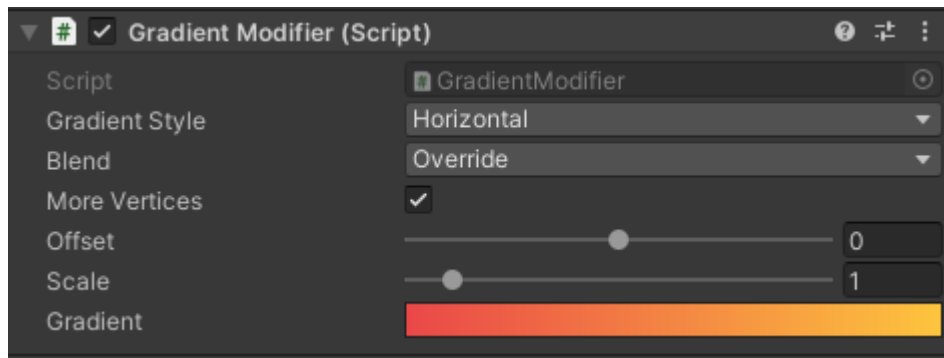 Gradient Modifier (Script)
Script GradientModifier
Gradient Style Horizontal
Blend Override
More Vertices
Offset 0
Scale 1
Gradient